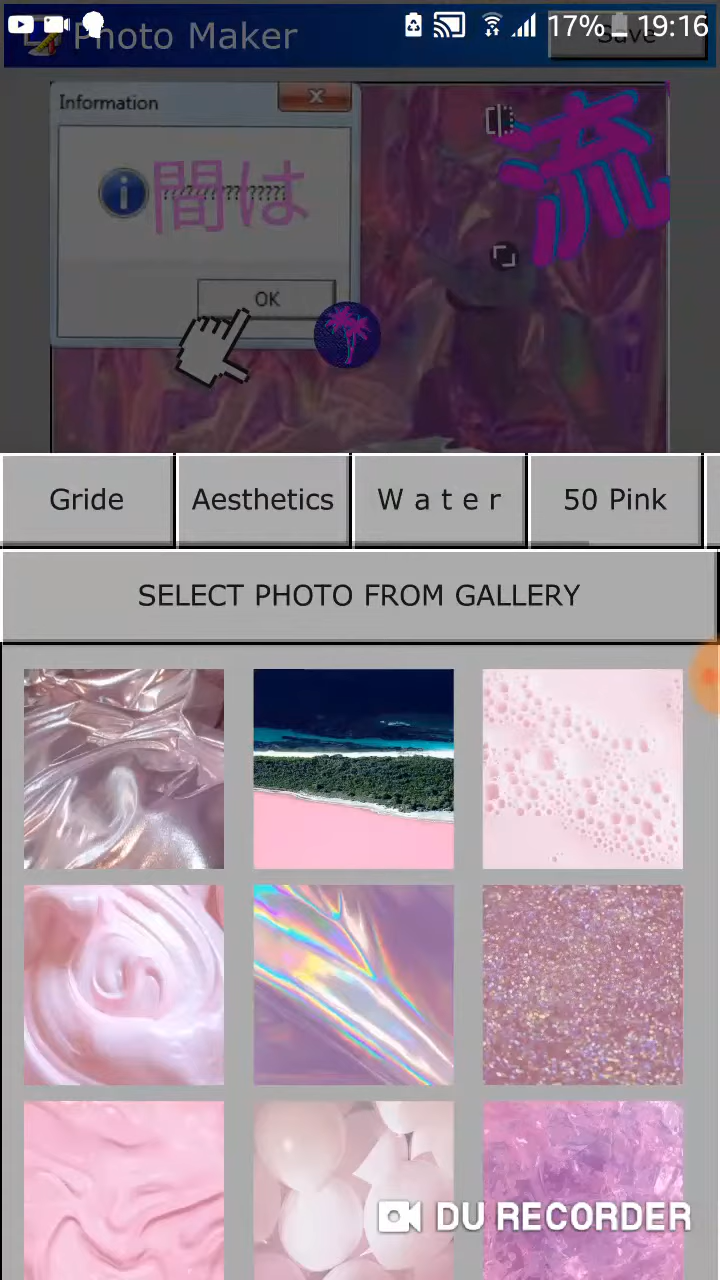 17% 19:16
Photo Maker
Save
Information
流
間は
????????????????
OK
Gride
Aesthetics
W a t e r
50 Pink
SELECT PHOTO FROM GALLERY
DU RECORDER